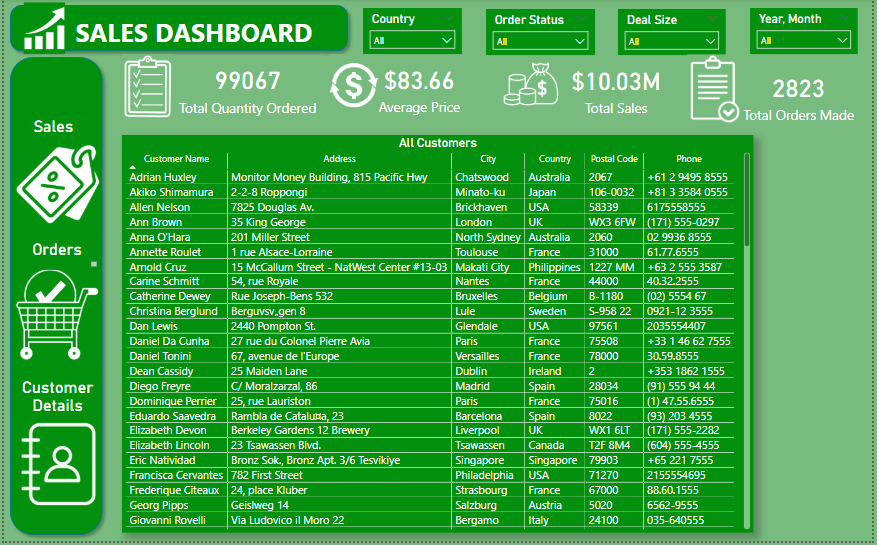 SALES DASHBOARD
Country
All
Order Status
All
Deal Size
All
Year, Month
All
99067
Total Quantity Ordered
$83.66
Average Price
$10.03M
Total Sales
2823
Total Orders Made
Sales
Orders
Customer
Details
All Customers
Customer Name Address City Country Postal Code Phone
Adrian Huxley Monitor Money Building, 815 Pacific Hwy Chatswood Australia 2067 +61 2 9495 8555
Akiko Shimamura 2-2-8 Roppongi Minato-ku Japan 106-0032 +81 3 3584 0555
Allen Nelson 7825 Douglas Av. Brickhaven USA 58339 6175558555
Ann Brown 35 King George London UK WX3 6FW (171) 555-0297
Anna O'Hara 201 Miller Street North Sydney Australia 2060 02 9936 8555
Annette Roulet 1 rue Alsace-Lorraine Toulouse France 31000 61.77.6555
Arnold Cruz 15 McCallum Street - NatWest Center #13-03 Makati City Philippines 1227 MM +63 2 555 3587
Carine Schmitt 54, rue Royale Nantes France 44000 40.32.2555
Catherine Dewey Rue Joseph-Bens 532 Bruxelles Belgium B-1180 (02) 5554 67
Christina Berglund Berguvsv„gen 8 Lule Sweden S-958 22 0921-12 3555
Dan Lewis 2440 Pompton St. Glendale USA 97561 2035554407
Daniel Da Cunha 27 rue du Colonel Pierre Avia Paris France 75508 +33 1 46 62 7555
Daniel Tonini 67, avenue de l'Europe Versailles France 78000 30.59.8555
Dean Cassidy 25 Maiden Lane Dublin Ireland 2 +353 1862 1555
Diego Freyre C/ Moralzarzal, 86 Madrid Spain 28034 (91) 555 94 44
Dominique Perrier 25, rue Lauriston Paris France 75016 (1) 47.55.6555
Eduardo Saavedra Rambla de Catalu¤a, 23 Barcelona Spain 8022 (93) 203 4555
Elizabeth Devon Berkeley Gardens 12 Brewery Liverpool UK WX1 6LT (171) 555-2282
Elizabeth Lincoln 23 Tsawassen Blvd. Tsawassen Canada T2F 8M4 (604) 555-4555
Eric Natividad Bronz Sok., Bronz Apt. 3/6 Tesvikiye Singapore Singapore 79903 +65 221 7555
Francisca Cervantes 782 First Street Philadelphia USA 71270 2155554695
Frederique Citeaux 24, place Kluber Strasbourg France 67000 88.60.1555
Georg Pipps Geislweg 14 Salzburg Austria 5020 6562-9555
Giovanni Rovelli Via Ludovico il Moro 22 Bergamo Italy 24100 035-640555